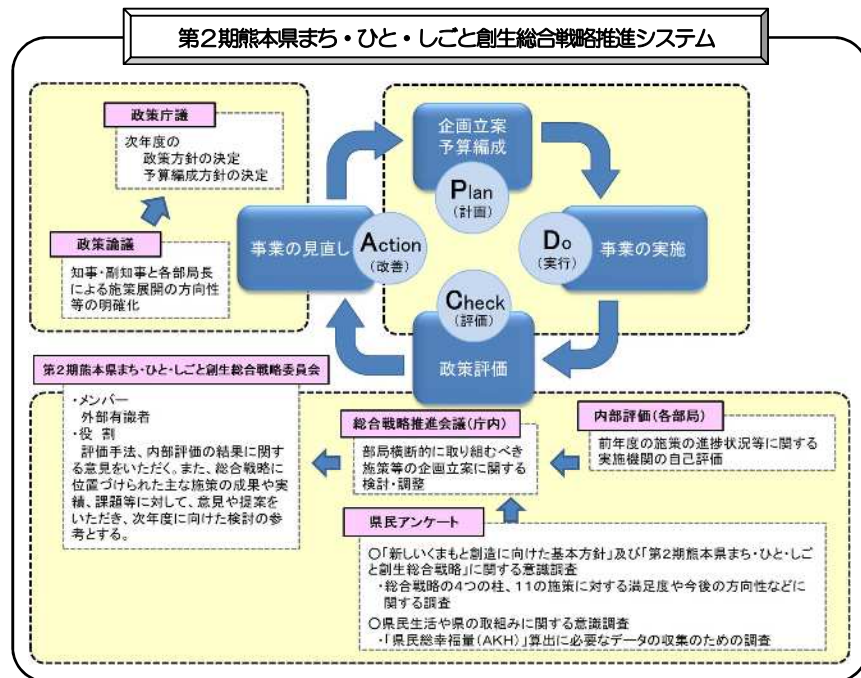 第2期熊本県まち・ひと・しごと創生総合戦略推進システム
政策庁議
次年度の
政策方針の決定
予算編成方針の決定
政策論議
知事・副知事と各部局長
による施策展開の方向性
等の明確化
企画立案
予算編成
Plan
(計画)
事業の見直し
Action
(改善)
Do
(実行)
事業の実施
Check
(評価)
政策評価
第2期熊本県まち・ひと・しごと創生総合戦略委員会
・メンバー
外部有識者
・役 割
評価手法、内部評価の結果に関す
る意見をいただく。また、総合戦略に
位置づけられた主な施策の成果や実
績、課題等に対して、意見や提案を
いただき、次年度に向けた検討の参
考とする。
総合戦略推進会議(庁内)
部局横断的に取り組むべき
施策等の企画立案に関する
検討・調整
内部評価(各部局)
前年度の施策の進捗状況等に関する
実施機関の自己評価
県民アンケート
○「新しいくまもと創造に向けた基本方針」及び「第2期熊本県まち・ひと・しご
と創生総合戦略」に関する意識調査
・総合戦略の4つの柱、11の施策に対する満足度や今後の方向性などに
関する調査
○県民生活や県の取組みに関する意識調査
・「県民総幸福量(AKH)」算出に必要なデータの収集のための調査